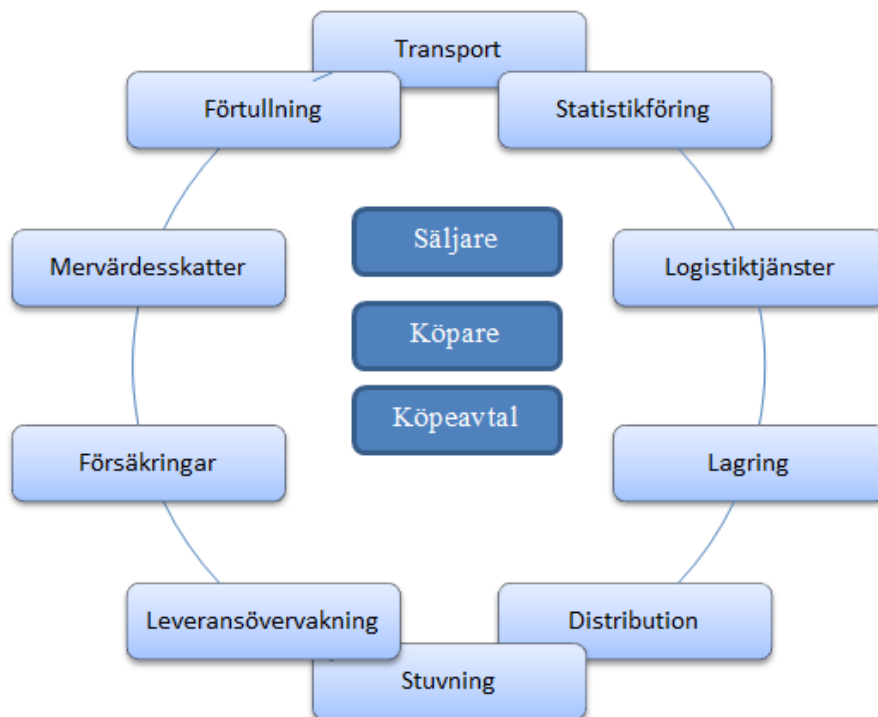 Transport
Förtullning
Statistikföring
Säljare
Mervärdesskatter
Logistiktjänster
Köpare
Köpeavtal
Försäkringar
Lagring
Leveransövervakning
Distribution
Stuvning